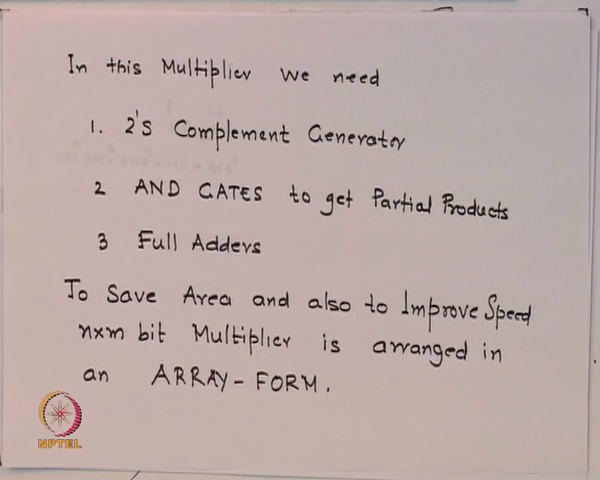 In this Multiplier we need
1. 2's Complement Generator
2 AND GATES to get Partial Products
3 Full Adders
To Save Area and also to Improve Speed
nxm bit Multiplier is arranged in
an ARRAY-FORM.
NPTEL